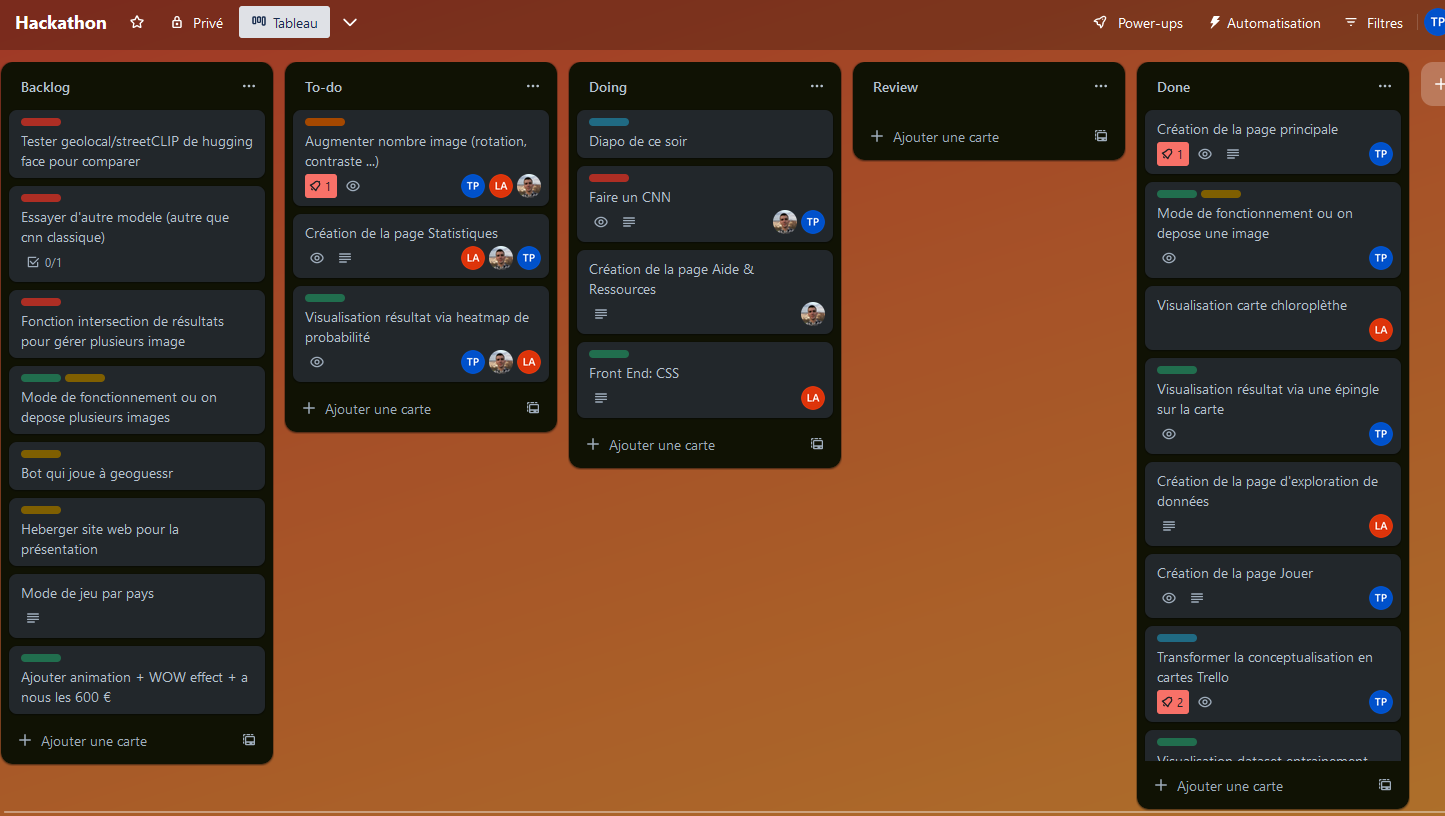 Hackathon
Privé
Tableau
Power-ups
Automatisation
Filtres
TP
Backlog
Tester geolocal/streetCLIP de hugging
face pour comparer
Essayer d'autre modele (autre que
cnn classique)
0/1
Fonction intersection de résultats
pour gérer plusieurs image
Mode de fonctionnement ou on
depose plusieurs images
Bot qui joue à geoguessr
Heberger site web pour la
présentation
Mode de jeu par pays
Ajouter animation + WOW effect + a
nous les 600 €
Ajouter une carte
To-do
Augmenter nombre image (rotation,
contraste ...)
1
TP LA
Création de la page Statistiques
LA TP
Visualisation résultat via heatmap de
probabilité
TP LA
Ajouter une carte
Doing
Diapo de ce soir
Faire un CNN
TP
Création de la page Aide &
Ressources
Front End: CSS
LA
Ajouter une carte
Review
Ajouter une carte
Done
Création de la page principale
1
TP
Mode de fonctionnement ou on
depose une image
TP
Visualisation carte chloroplèthe
LA
Visualisation résultat via une épingle
sur la carte
TP
Création de la page d'exploration de
données
LA
Création de la page Jouer
TP
Transformer la conceptualisation en
cartes Trello
2
TP
Visualisation dataset entrainement
Ajouter une carte